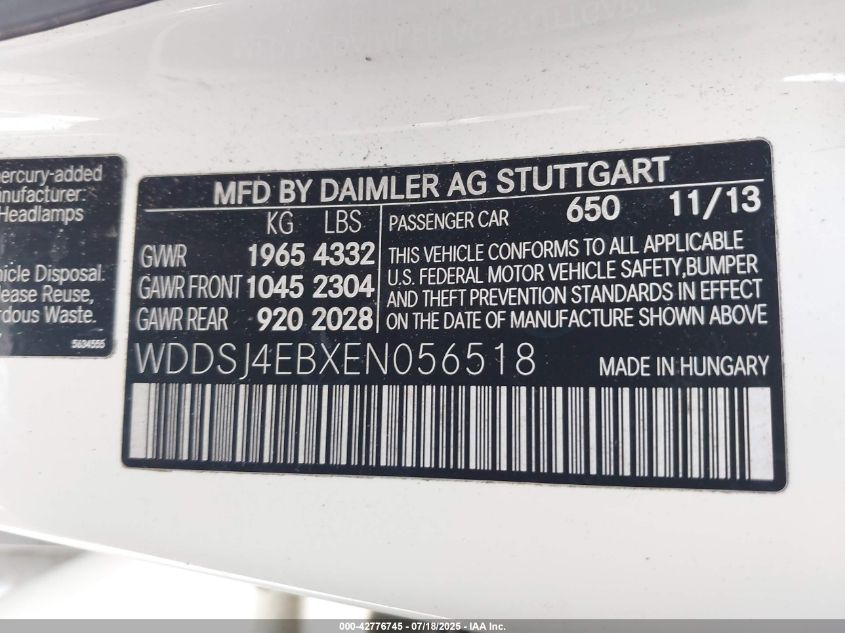 ercury-added
nufacturer:
Headlamps
icle Disposal.
lease Reuse,
rdous Waste.
5634555
MFD BY DAIMLER AG STUTTGART
KG LBS
GVWR 1965 4332
GAWR FRONT 1045 2304
GAWR REAR 920 2028
PASSENGER CAR 650 11/13
THIS VEHICLE CONFORMS TO ALL APPLICABLE
U.S. FEDERAL MOTOR VEHICLE SAFETY, BUMPER
AND THEFT PREVENTION STANDARDS IN EFFECT
ON THE DATE OF MANUFACTURE SHOWN ABOVE
WDDSJ4EBXEN056518
MADE IN HUNGARY
000-42776745 - 07/18/2025 - IAA Inc.